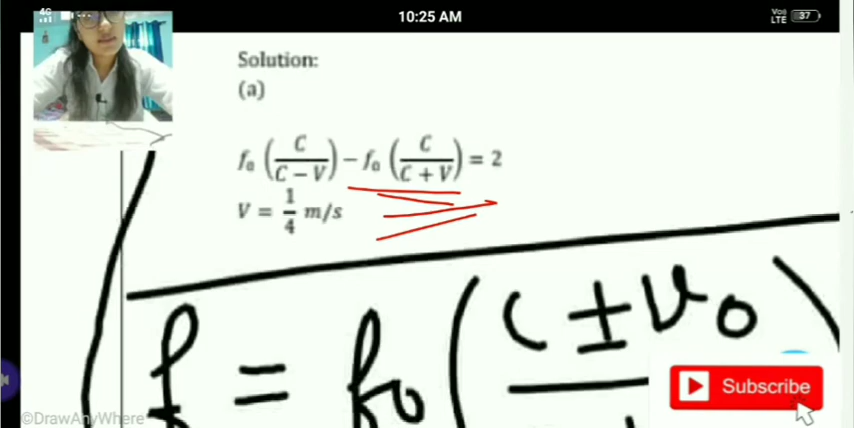 4G
10:25 AM
Vo) LTE 37
Solution:
(a)
f₀ (C / (C − V)) − f₀ (C / (C + V)) = 2
V = 1/4 m/s
f = f₀ (C ± V₀
Subscribe
©DrawAnyWhere